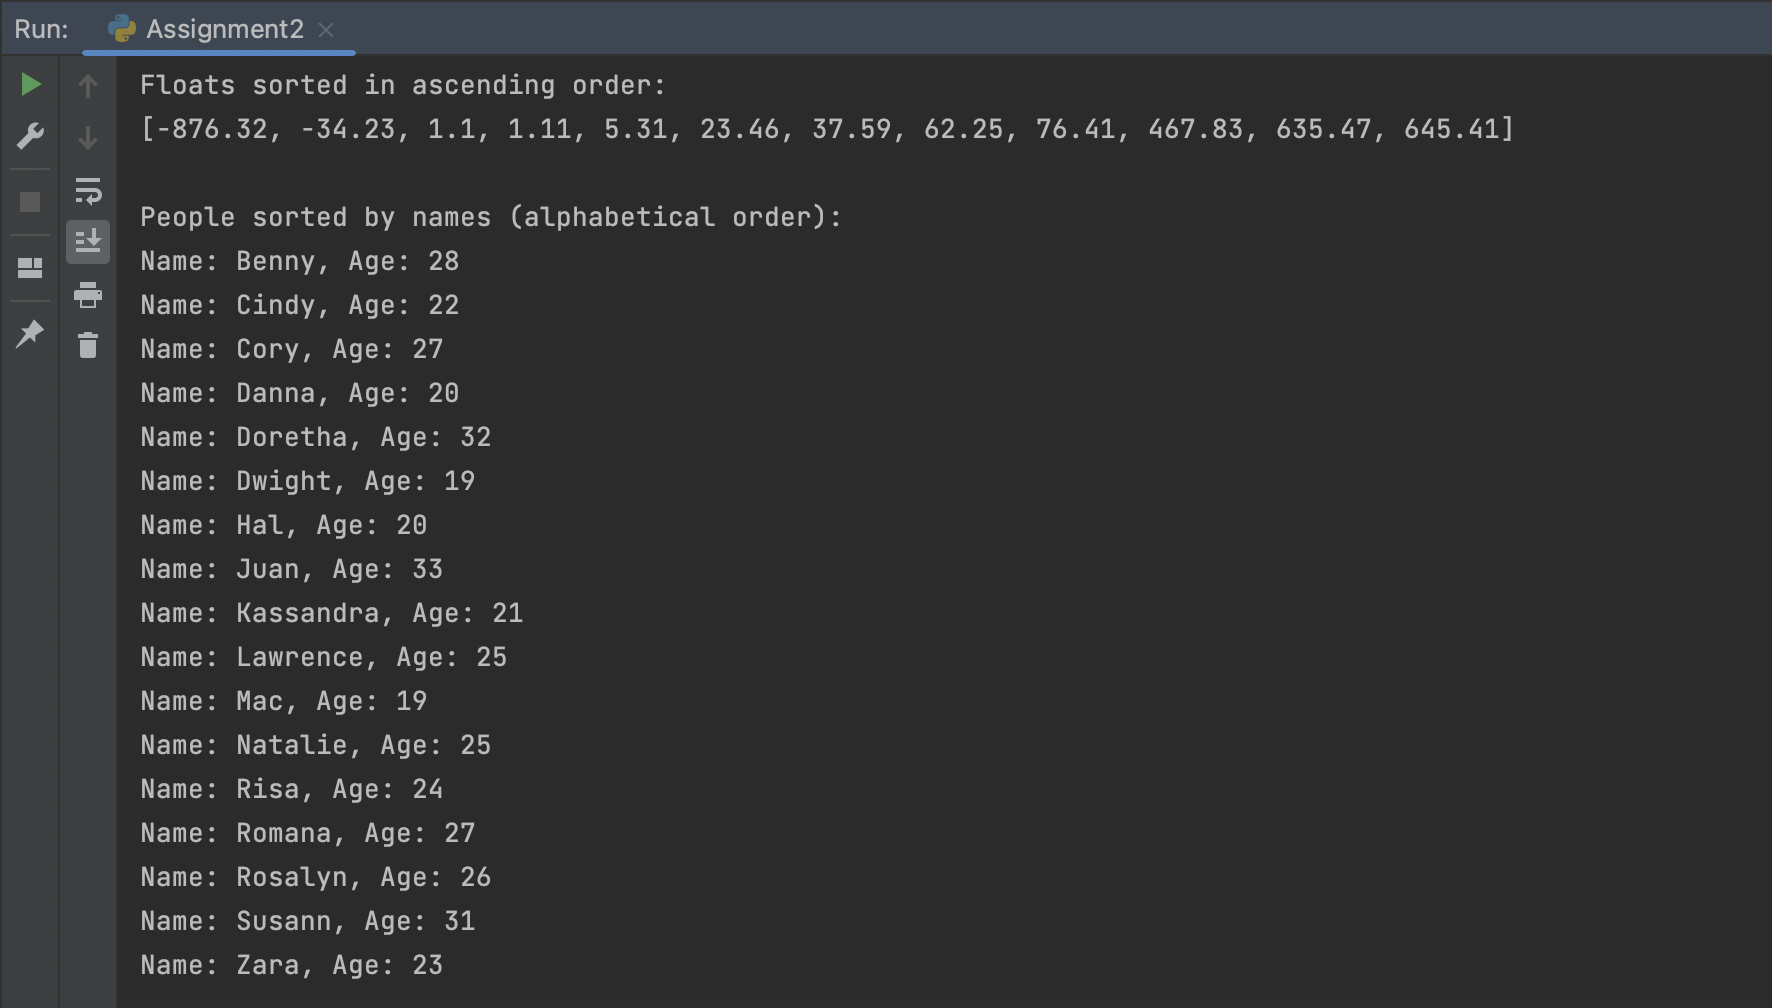 Run: Assignment2
Floats sorted in ascending order:
[-876.32, -34.23, 1.1, 1.11, 5.31, 23.46, 37.59, 62.25, 76.41, 467.83, 635.47, 645.41]
People sorted by names (alphabetical order):
Name: Benny, Age: 28
Name: Cindy, Age: 22
Name: Cory, Age: 27
Name: Danna, Age: 20
Name: Doretha, Age: 32
Name: Dwight, Age: 19
Name: Hal, Age: 20
Name: Juan, Age: 33
Name: Kassandra, Age: 21
Name: Lawrence, Age: 25
Name: Mac, Age: 19
Name: Natalie, Age: 25
Name: Risa, Age: 24
Name: Romana, Age: 27
Name: Rosalyn, Age: 26
Name: Susann, Age: 31
Name: Zara, Age: 23